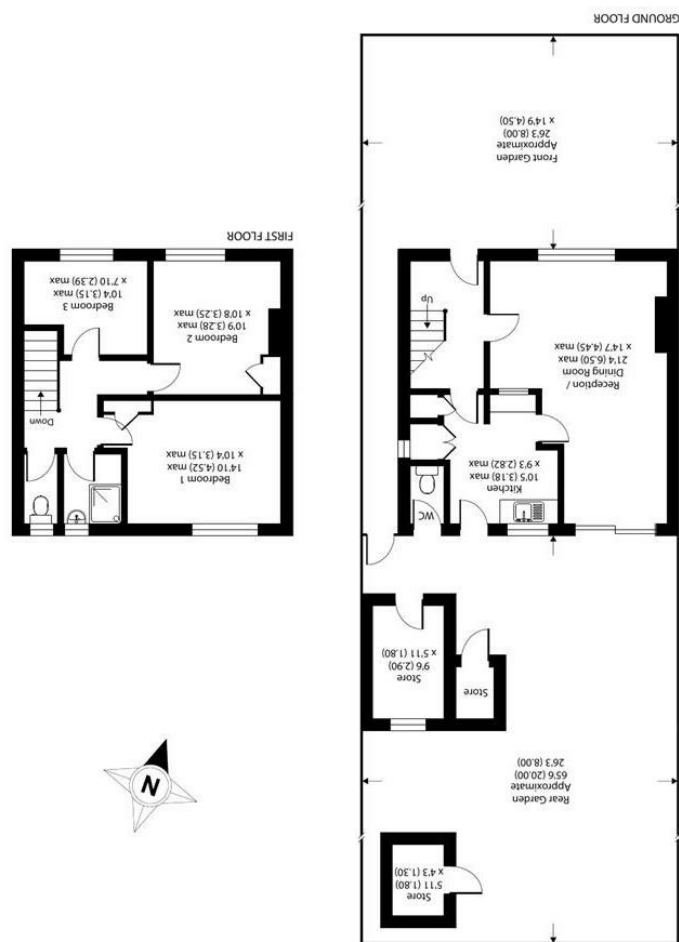 Store
5'11 (1.80)
x 4'3 (1.30)
Rear Garden
Approximate
65'6 (20.00)
26'3 (8.00)
Store
9'6 (2.90)
x 5'11 (1.80)
Store
WC
Kitchen
10'5 (3.18) max
x 9'3 (2.82) max
Reception /
Dining Room
21'4 (6.50) max
x 14'7 (4.45) max
Up
Front Garden
Approximate
26'3 (8.00)
x 14'9 (4.50)
GROUND FLOOR
N
Bedroom 1
14'10 (4.52) max
x 10'4 (3.15)
Down
Bedroom 2
10'9 (3.28) max
x 10'8 (3.25)
Bedroom 3
10'4 (3.15) max
x 7'10 (2.39) max
FIRST FLOOR